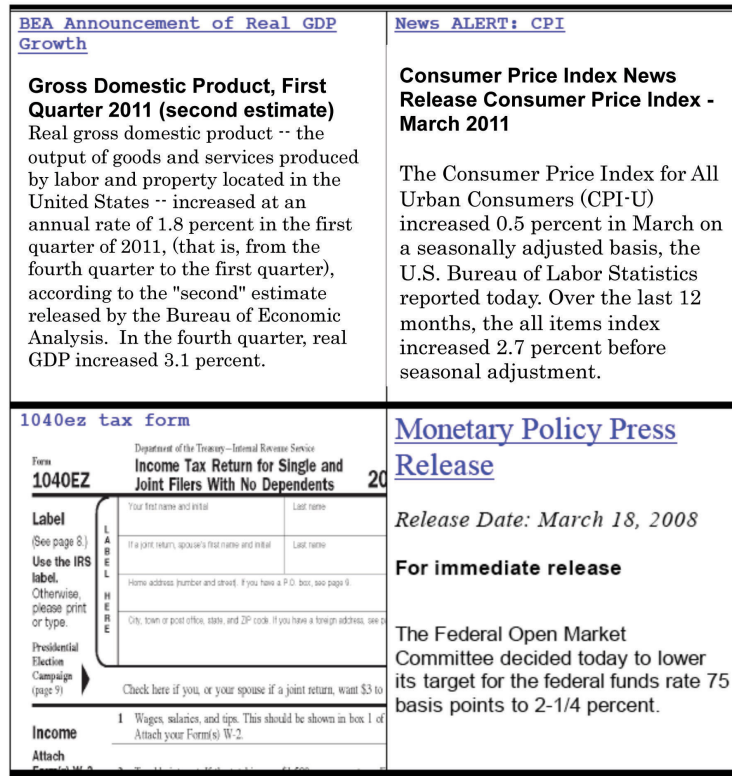 BEA Announcement of Real GDP
Growth
Gross Domestic Product, First
Quarter 2011 (second estimate)
Real gross domestic product -- the
output of goods and services produced
by labor and property located in the
United States -- increased at an
annual rate of 1.8 percent in the first
quarter of 2011, (that is, from the
fourth quarter to the first quarter),
according to the "second" estimate
released by the Bureau of Economic
Analysis.  In the fourth quarter, real
GDP increased 3.1 percent.
News ALERT: CPI
Consumer Price Index News
Release Consumer Price Index -
March 2011
The Consumer Price Index for All
Urban Consumers (CPI-U)
increased 0.5 percent in March on
a seasonally adjusted basis, the
U.S. Bureau of Labor Statistics
reported today. Over the last 12
months, the all items index
increased 2.7 percent before
seasonal adjustment.
1040ez tax form
Form
1040EZ
Department of the Treasury—Internal Revenue Service
Income Tax Return for Single and
Joint Filers With No Dependents 20
Label
(See page 8.)
Use the IRS
label.
Otherwise,
please print
or type.
LABEL HERE
Your first name and initial Last name
If a joint return, spouse's first name and initial Last name
Home address (number and street). If you have a P.O. box, see page 9.
City, town or post office, state, and ZIP code. If you have a foreign address, see p
Presidential
Election
Campaign
(page 9)
Check here if you, or your spouse if a joint return, want $3 to
Income
Attach
Form(s) W-2
1 Wages, salaries, and tips. This should be shown in box 1 of
Attach your Form(s) W-2.
Monetary Policy Press
Release
Release Date: March 18, 2008
For immediate release
The Federal Open Market
Committee decided today to lower
its target for the federal funds rate 75
basis points to 2-1/4 percent.